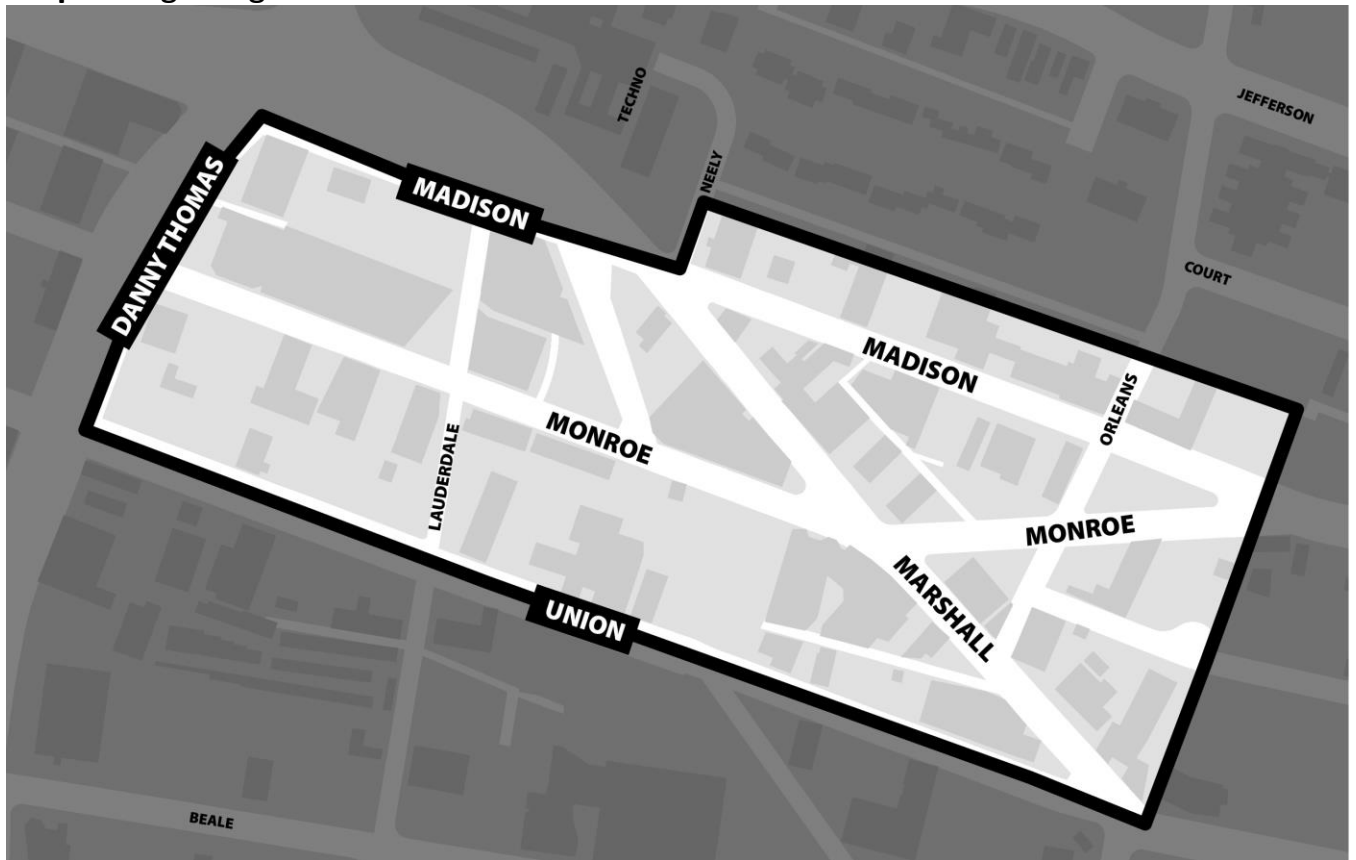 TECHNO
JEFFERSON
NEELY
DANNY THOMAS
MADISON
COURT
MADISON
ORLEANS
MONROE
LAUDERDALE
MONROE
MARSHALL
UNION
BEALE